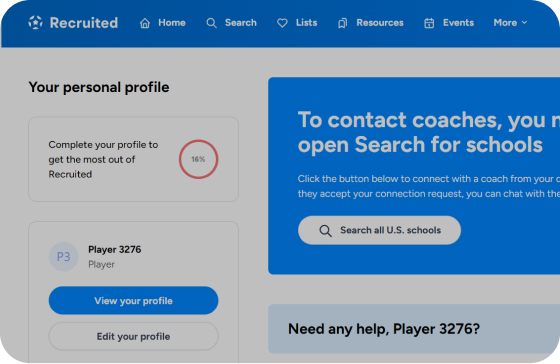 Recruited
Home
Search
Lists
Resources
Events
More
Your personal profile
Complete your profile to
get the most out of
Recruited
16%
P3
Player 3276
Player
View your profile
Edit your profile
To contact coaches, you
open Search for schools
Click the button below to connect with a coach from your
they accept your connection request, you can chat with the
Search all U.S. schools
Need any help, Player 3276?